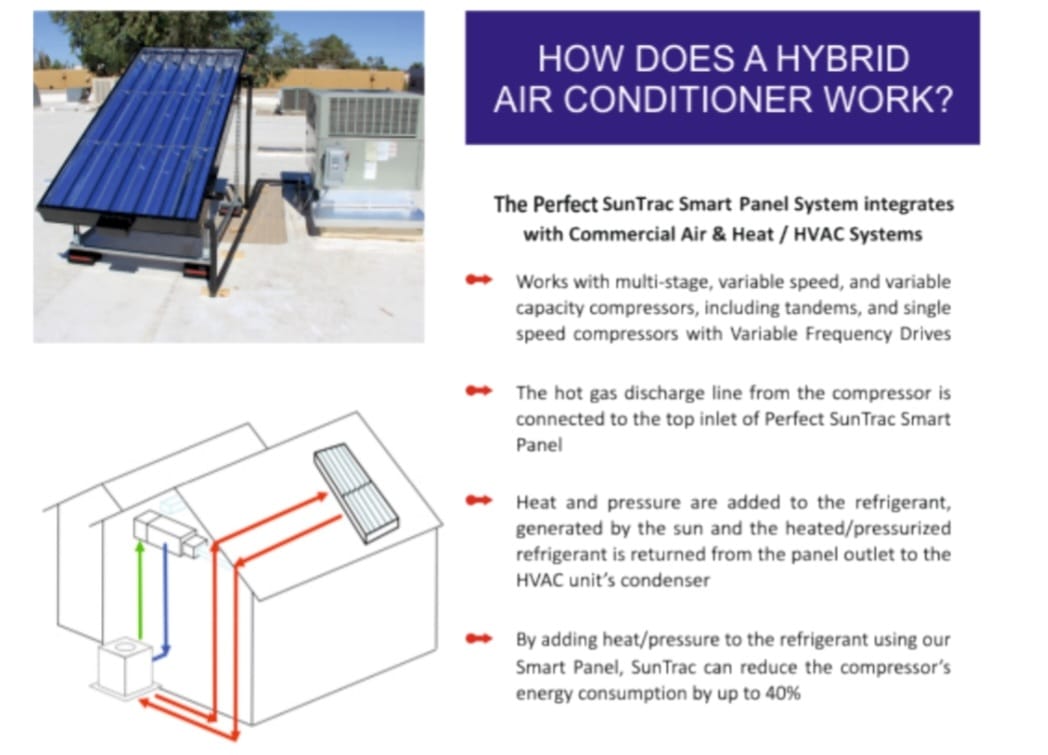 HOW DOES A HYBRID
AIR CONDITIONER WORK?
The Perfect SunTrac Smart Panel System integrates
with Commercial Air & Heat / HVAC Systems
Works with multi-stage, variable speed, and variable
capacity compressors, including tandems, and single
speed compressors with Variable Frequency Drives
The hot gas discharge line from the compressor is
connected to the top inlet of Perfect SunTrac Smart
Panel
Heat and pressure are added to the refrigerant,
generated by the sun and the heated/pressurized
refrigerant is returned from the panel outlet to the
HVAC unit's condenser
By adding heat/pressure to the refrigerant using our
Smart Panel, SunTrac can reduce the compressor's
energy consumption by up to 40%